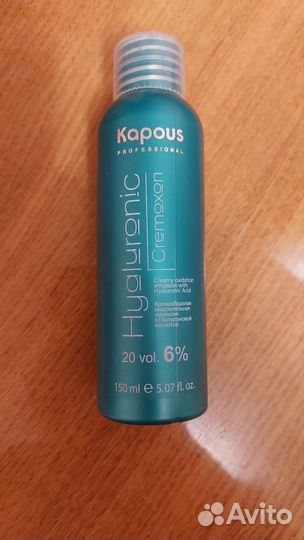 Kapous
PROFESSIONAL
Hyaluronic
Cremoxon
Creamy oxidation
emulsion with
Hyaluronic Acid
Кремообразная
окислительная
эмульсия
с Гиалуроновой
кислотой
20 vol. 6%
150 ml e 5.07 fl. oz.
Avito